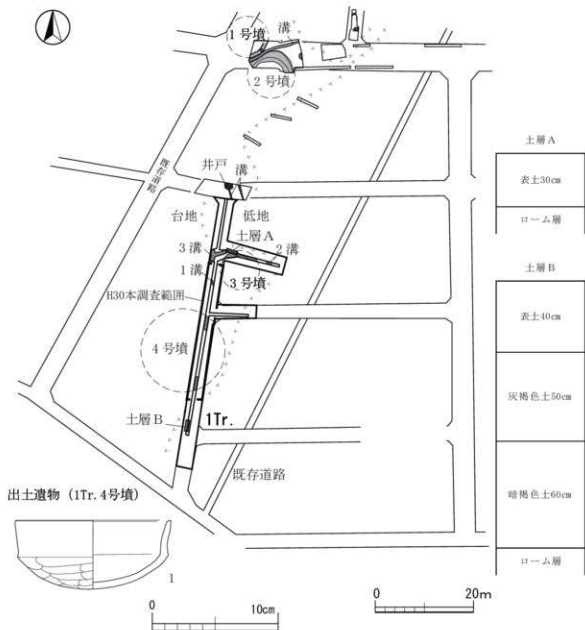 1号墳
溝
2号墳
既存道路
井戸
溝
台地
低地
土層A
3溝
2溝
1溝
3号墳
H30本調査範囲
4号墳
土層B
1Tr.
既存道路
出土遺物（1Tr. 4号墳）
1
0
10cm
0
20m
土層A
表土30cm
ローム層
土層B
表土40cm
灰褐色土50cm
暗褐色土60cm
ローム層